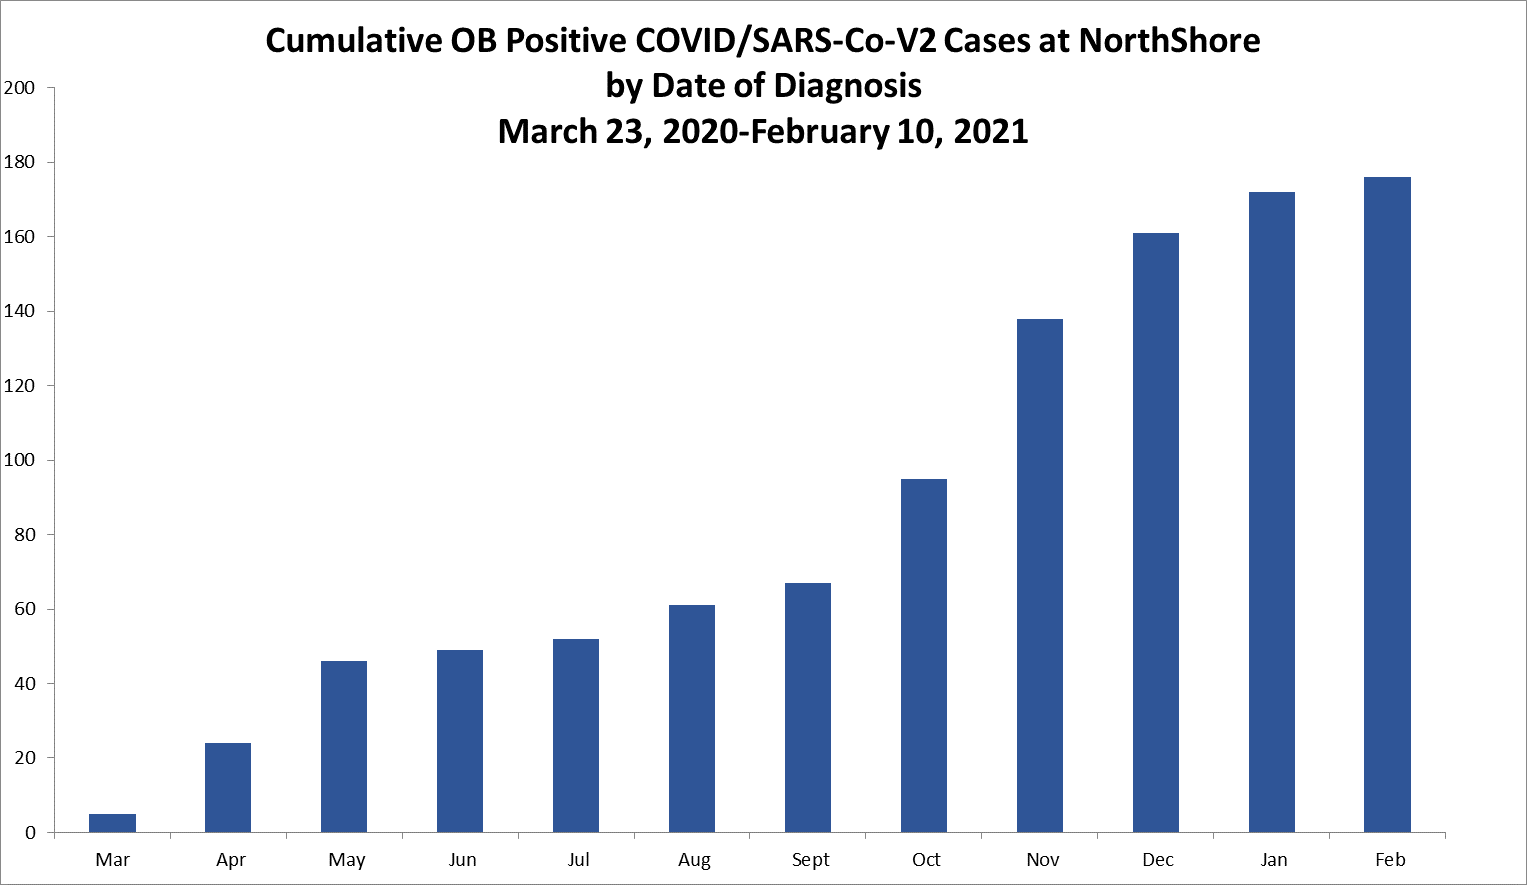 Cumulative OB Positive COVID/SARS-Co-V2 Cases at NorthShore
by Date of Diagnosis
March 23, 2020-February 10, 2021
200
180
160
140
120
100
80
60
40
20
0
Mar Apr May Jun Jul Aug Sept Oct Nov Dec Jan Feb